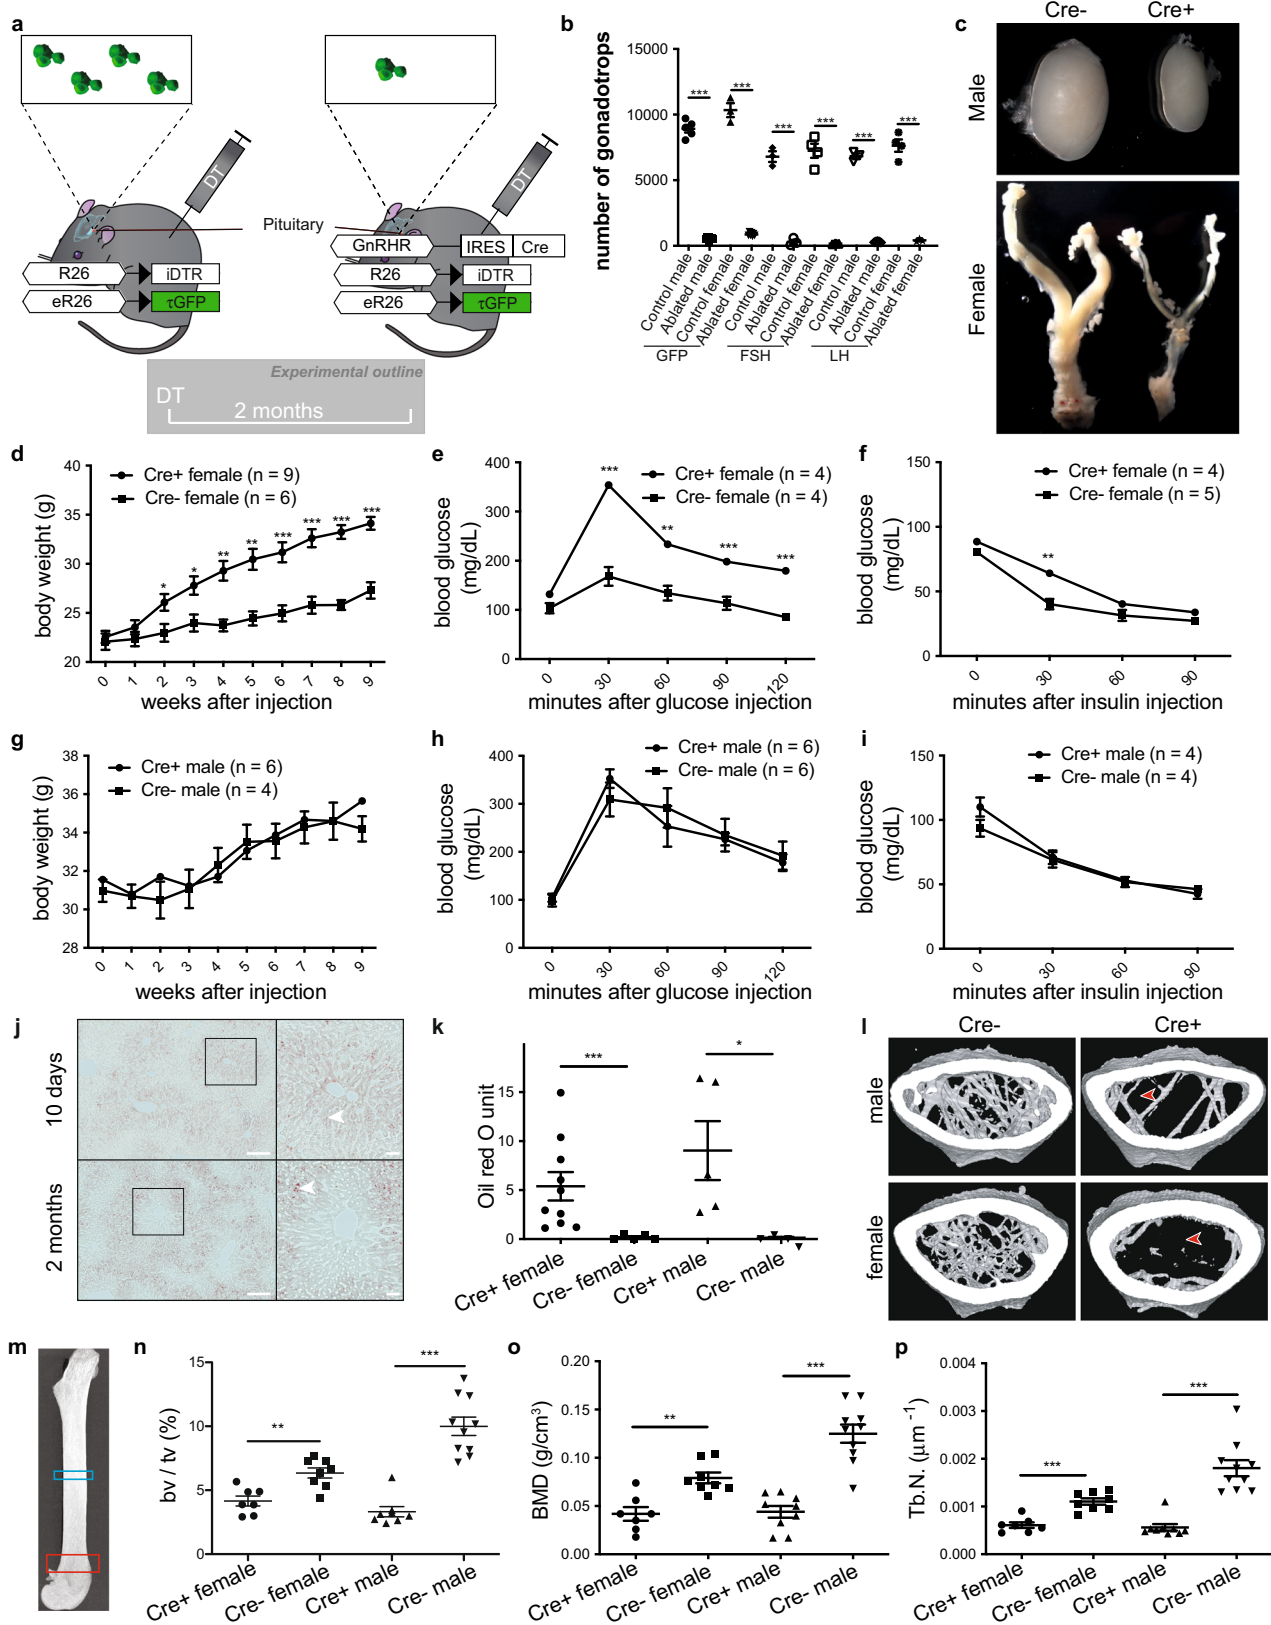 a
DT
DT
Pituitary
GnRHR
IRES
Cre
R26
iDTR
R26
iDTR
eR26
τGFP
eR26
τGFP
Experimental outline
DT
2 months
b
number of gonadotrops
15000
10000
5000
0
***
***
***
***
***
***
Control male
Ablated male
Control female
Ablated female
Control male
Ablated male
Control female
Ablated female
Control male
Ablated male
Control female
Ablated female
GFP
FSH
LH
c
Cre-
Cre+
Male
Female
d
body weight (g)
40
35
30
25
20
Cre+ female (n = 9)
Cre- female (n = 6)
*
*
**
**
***
***
***
***
0 1 2 3 4 5 6 7 8 9
weeks after injection
e
blood glucose
(mg/dL)
400
300
200
100
0
Cre+ female (n = 4)
Cre- female (n = 4)
***
**
***
***
0 30 60 90 120
minutes after glucose injection
f
blood glucose
(mg/dL)
150
100
50
0
Cre+ female (n = 4)
Cre- female (n = 5)
**
0 30 60 90
minutes after insulin injection
g
body weight (g)
38
36
34
32
30
28
Cre+ male (n = 6)
Cre- male (n = 4)
0 1 2 3 4 5 6 7 8 9
weeks after injection
h
blood glucose
(mg/dL)
400
300
200
100
0
Cre+ male (n = 6)
Cre- male (n = 6)
0 30 60 90 120
minutes after glucose injection
i
blood glucose
(mg/dL)
150
100
50
0
Cre+ male (n = 4)
Cre- male (n = 4)
0 30 60 90
minutes after insulin injection
j
10 days
2 months
k
Oil red O unit
15
10
5
0
***
*
Cre+ female
Cre- female
Cre+ male
Cre- male
l
Cre-
Cre+
male
female
m
n
bv / tv (%)
15
10
5
0
**
***
Cre+ female
Cre- female
Cre+ male
Cre- male
o
BMD (g/cm³)
0.20
0.15
0.10
0.05
0.00
**
***
Cre+ female
Cre- female
Cre+ male
Cre- male
p
Tb.N. (μm⁻¹)
0.004
0.003
0.002
0.001
0.000
***
***
Cre+ female
Cre- female
Cre+ male
Cre- male